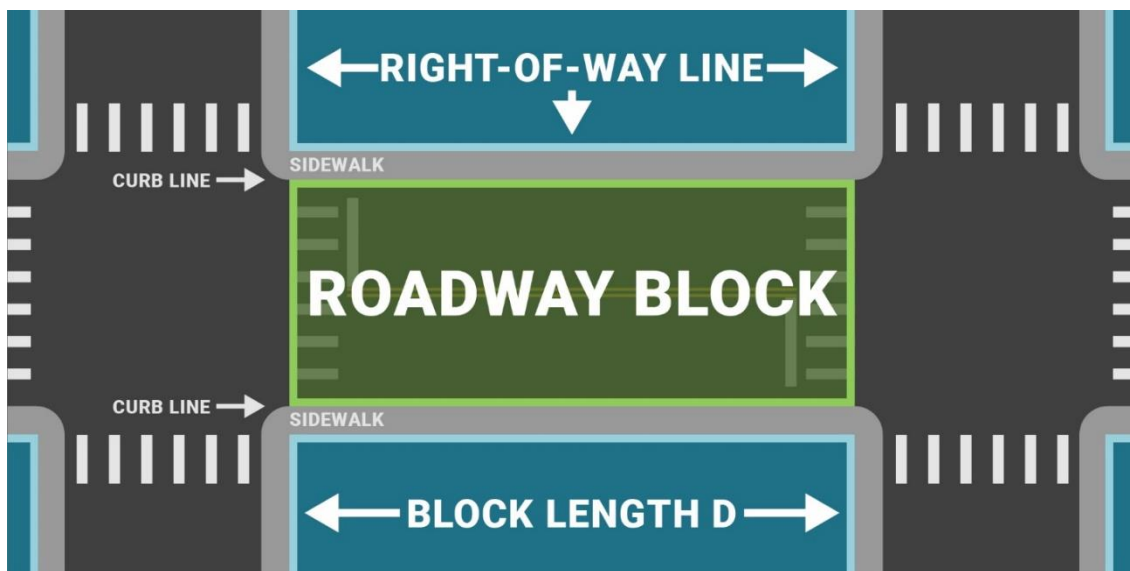 RIGHT-OF-WAY LINE
SIDEWALK
CURB LINE
ROADWAY BLOCK
CURB LINE
SIDEWALK
BLOCK LENGTH D